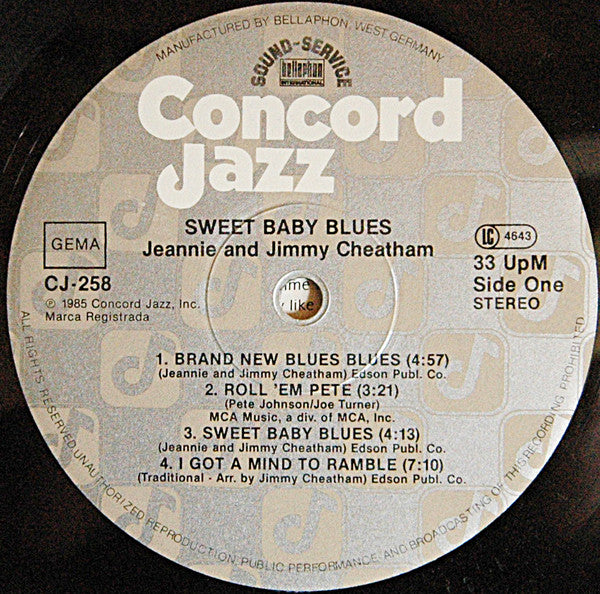 MANUFACTURED BY BELLAPHON, WEST GERMANY
SOUND-SERVICE
bellaphon
INTERNATIONAL
Concord
Jazz
SWEET BABY BLUES
Jeannie and Jimmy Cheatham
GEMA
CJ-258
℗ 1985 Concord Jazz, Inc.
Marca Registrada
LC 4643
33 UpM
Side One
STEREO
like
1. BRAND NEW BLUES BLUES (4:57)
(Jeannie and Jimmy Cheatham) Edson Publ. Co.
2. ROLL 'EM PETE (3:21)
(Pete Johnson/Joe Turner)
MCA Music, a div. of MCA, Inc.
3. SWEET BABY BLUES (4:13)
(Jeannie and Jimmy Cheatham) Edson Publ. Co.
4. I GOT A MIND TO RAMBLE (7:10)
(Traditional - Arr. by Jimmy Cheatham) Edson Publ. Co.
ALL RIGHTS RESERVED UNAUTHORIZED REPRODUCTION, PUBLIC PERFORMANCE, AND BROADCASTING OF THIS RECORDING PROHIBITED